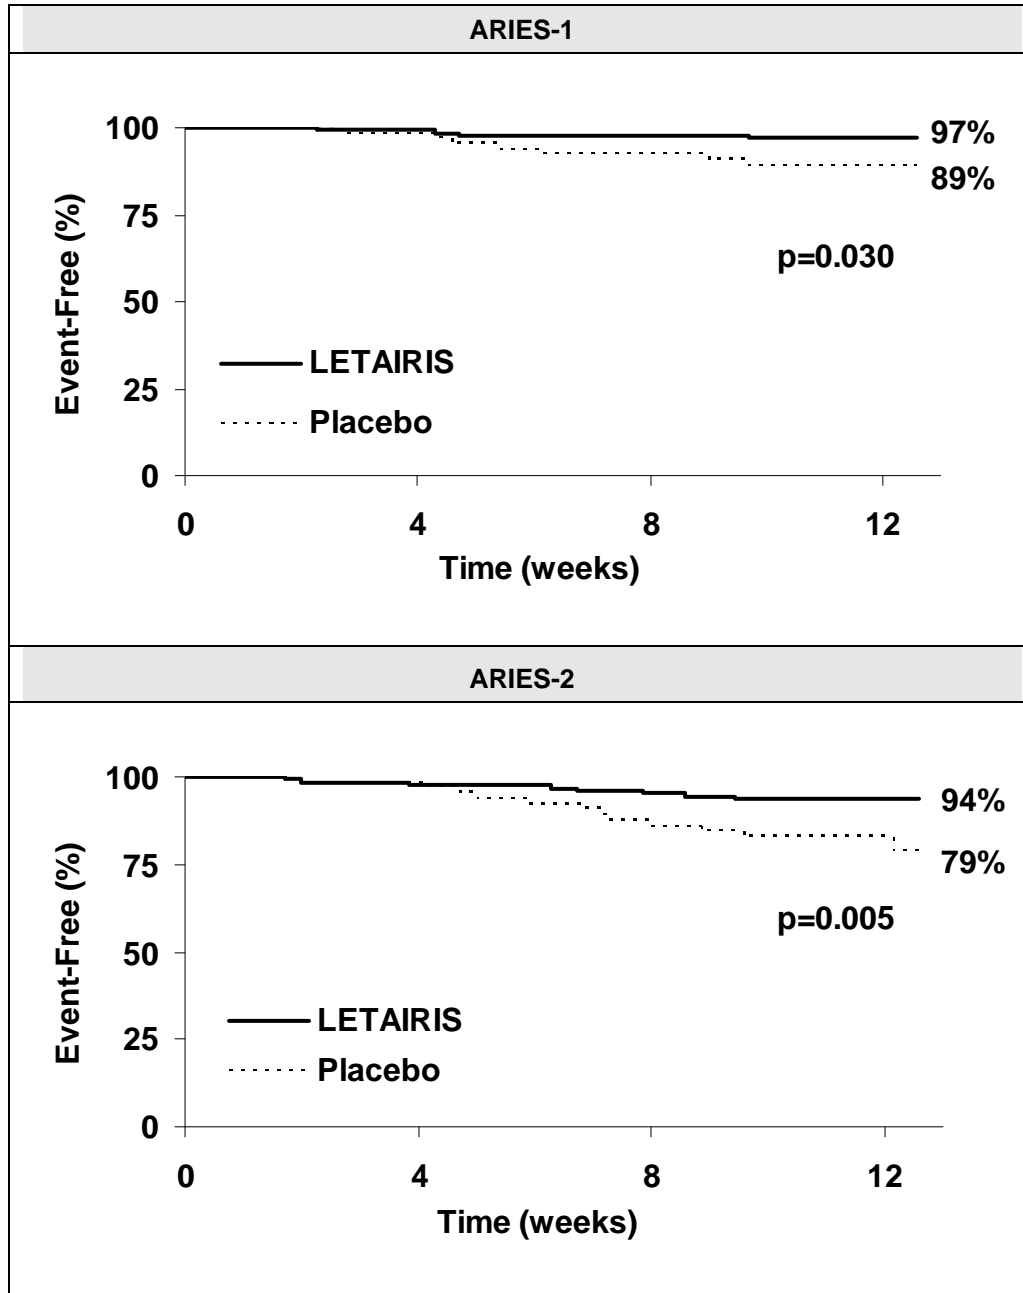 ARIES-1
Event-Free (%)
100
75
50
25
0
97%
89%
p=0.030
LETAIRIS
Placebo
0 4 8 12
Time (weeks)
ARIES-2
Event-Free (%)
100
75
50
25
0
94%
79%
p=0.005
LETAIRIS
Placebo
0 4 8 12
Time (weeks)